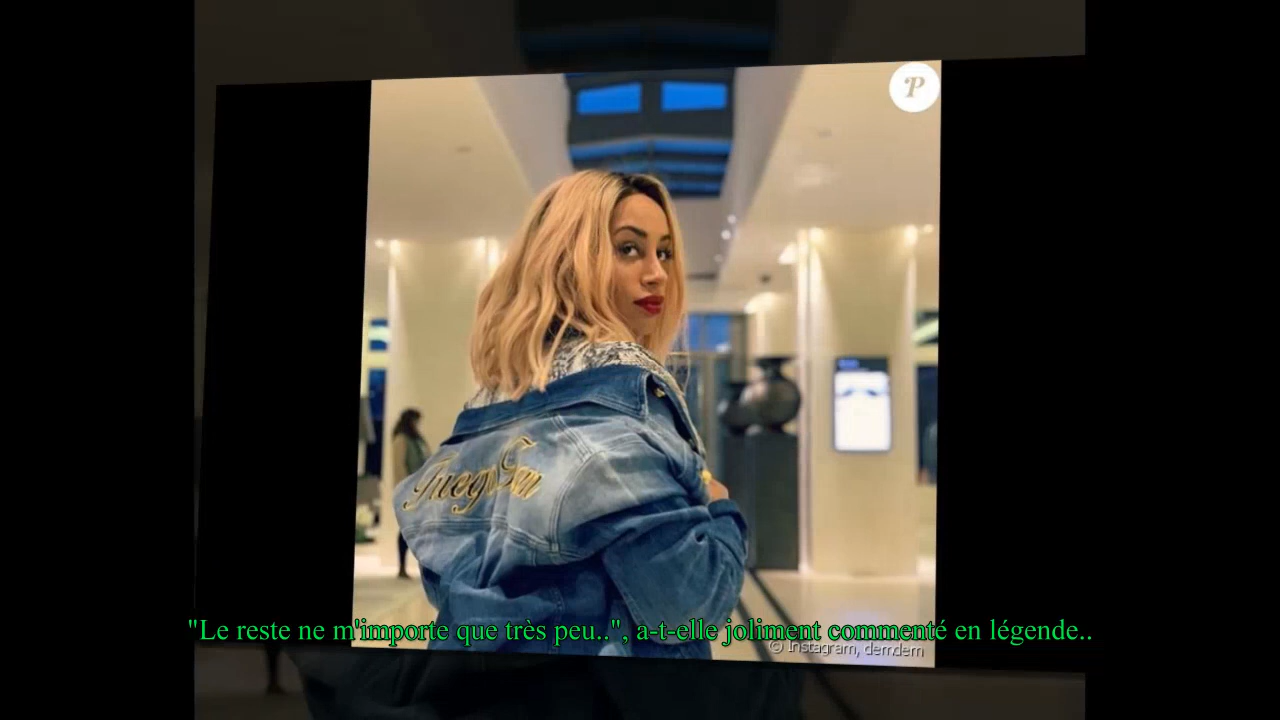 P
© Instagram, demdem
"Le reste ne m'importe que très peu..", a-t-elle joliment commenté en légende..